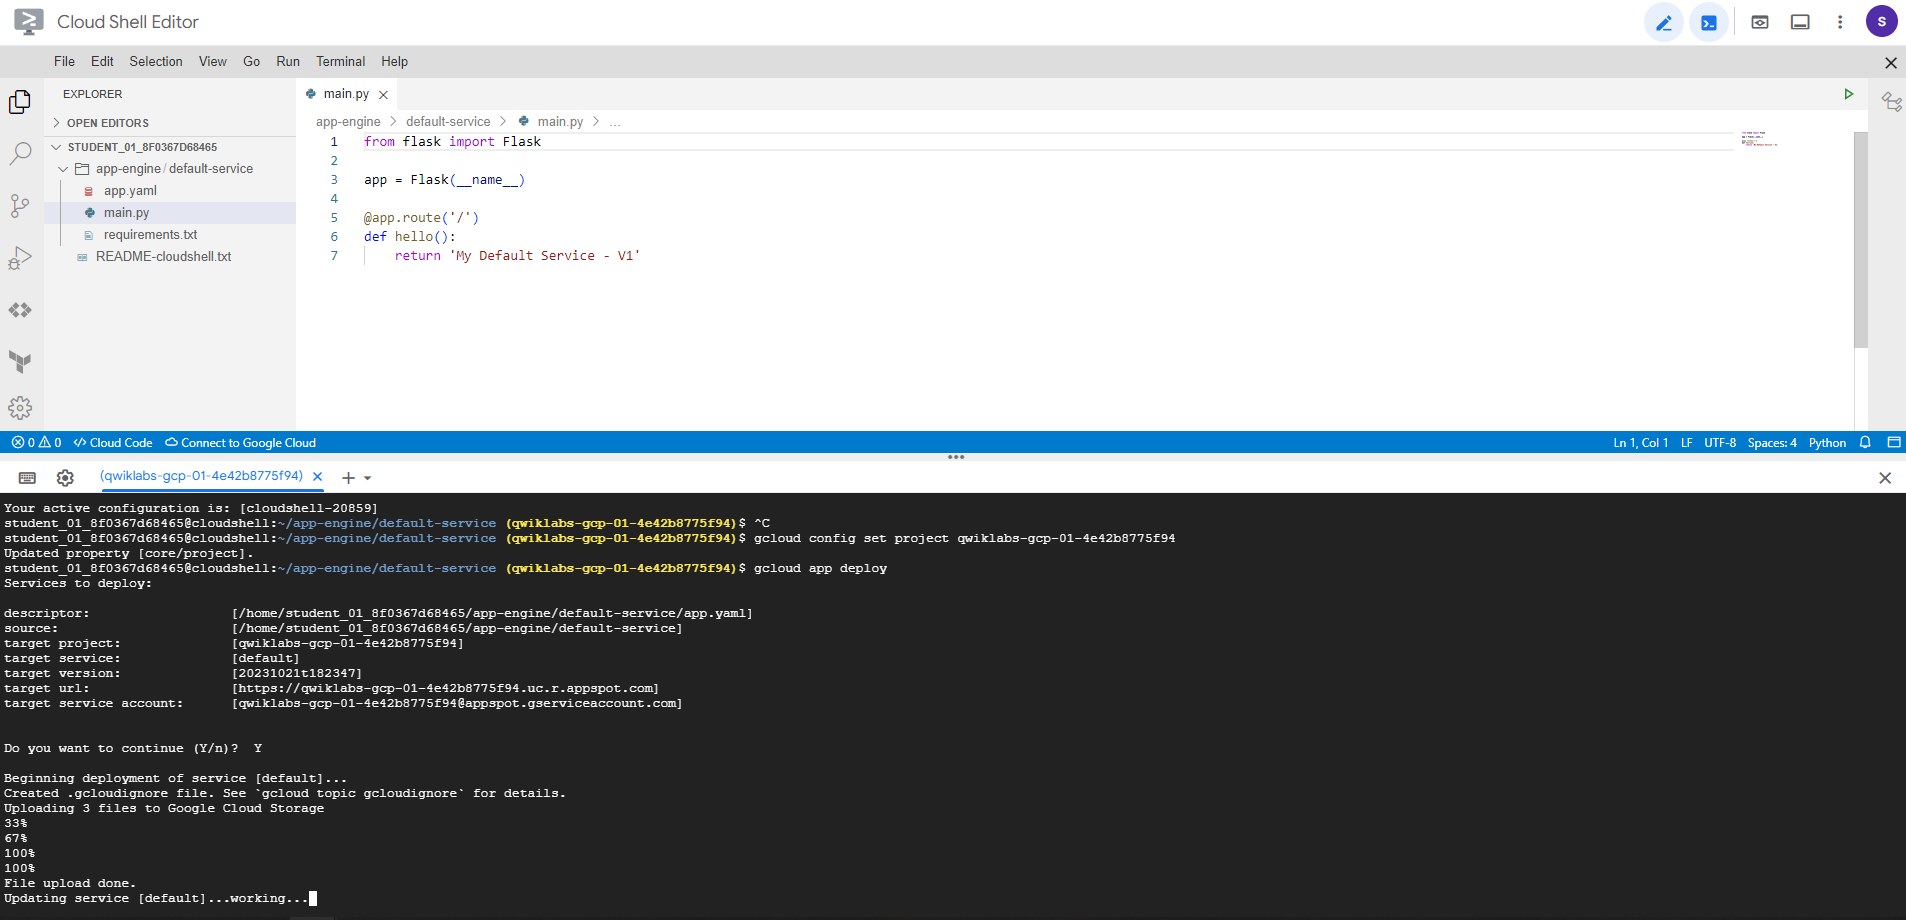 Cloud Shell Editor
S
File Edit Selection View Go Run Terminal Help
EXPLORER
OPEN EDITORS
STUDENT_01_8F0367D68465
app-engine / default-service
app.yaml
main.py
requirements.txt
README-cloudshell.txt
main.py
app-engine > default-service > main.py > ...
1 from flask import Flask
2
3 app = Flask(__name__)
4
5 @app.route('/')
6 def hello():
7 return 'My Default Service - V1'
0 0 Cloud Code Connect to Google Cloud
Ln 1, Col 1 LF UTF-8 Spaces: 4 Python
(qwiklabs-gcp-01-4e42b8775f94)
Your active configuration is: [cloudshell-20859]
student_01_8f0367d68465@cloudshell:~/app-engine/default-service (qwiklabs-gcp-01-4e42b8775f94)$ ^C
student_01_8f0367d68465@cloudshell:~/app-engine/default-service (qwiklabs-gcp-01-4e42b8775f94)$ gcloud config set project qwiklabs-gcp-01-4e42b8775f94
Updated property [core/project].
student_01_8f0367d68465@cloudshell:~/app-engine/default-service (qwiklabs-gcp-01-4e42b8775f94)$ gcloud app deploy
Services to deploy:
descriptor: [/home/student_01_8f0367d68465/app-engine/default-service/app.yaml]
source: [/home/student_01_8f0367d68465/app-engine/default-service]
target project: [qwiklabs-gcp-01-4e42b8775f94]
target service: [default]
target version: [20231021t182347]
target url: [https://qwiklabs-gcp-01-4e42b8775f94.uc.r.appspot.com]
target service account: [qwiklabs-gcp-01-4e42b8775f94@appspot.gserviceaccount.com]
Do you want to continue (Y/n)? Y
Beginning deployment of service [default]...
Created .gcloudignore file. See `gcloud topic gcloudignore` for details.
Uploading 3 files to Google Cloud Storage
33%
67%
100%
100%
File upload done.
Updating service [default]...working...